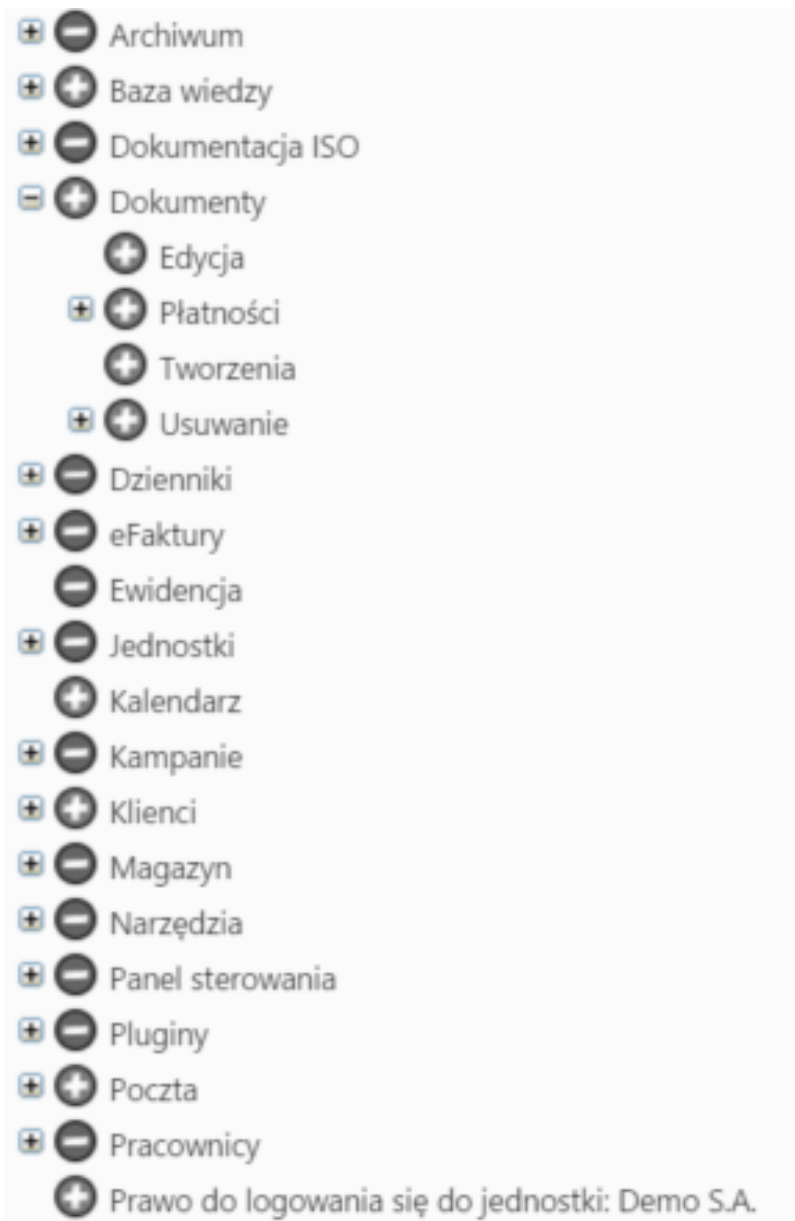 Archiwum
Baza wiedzy
Dokumentacja ISO
Dokumenty
Edycja
Płatności
Tworzenia
Usuwanie
Dzienniki
eFaktury
Ewidencja
Jednostki
Kalendarz
Kampanie
Klienci
Magazyn
Narzędzia
Panel sterowania
Pluginy
Poczta
Pracownicy
Prawo do logowania się do jednostki: Demo S.A.